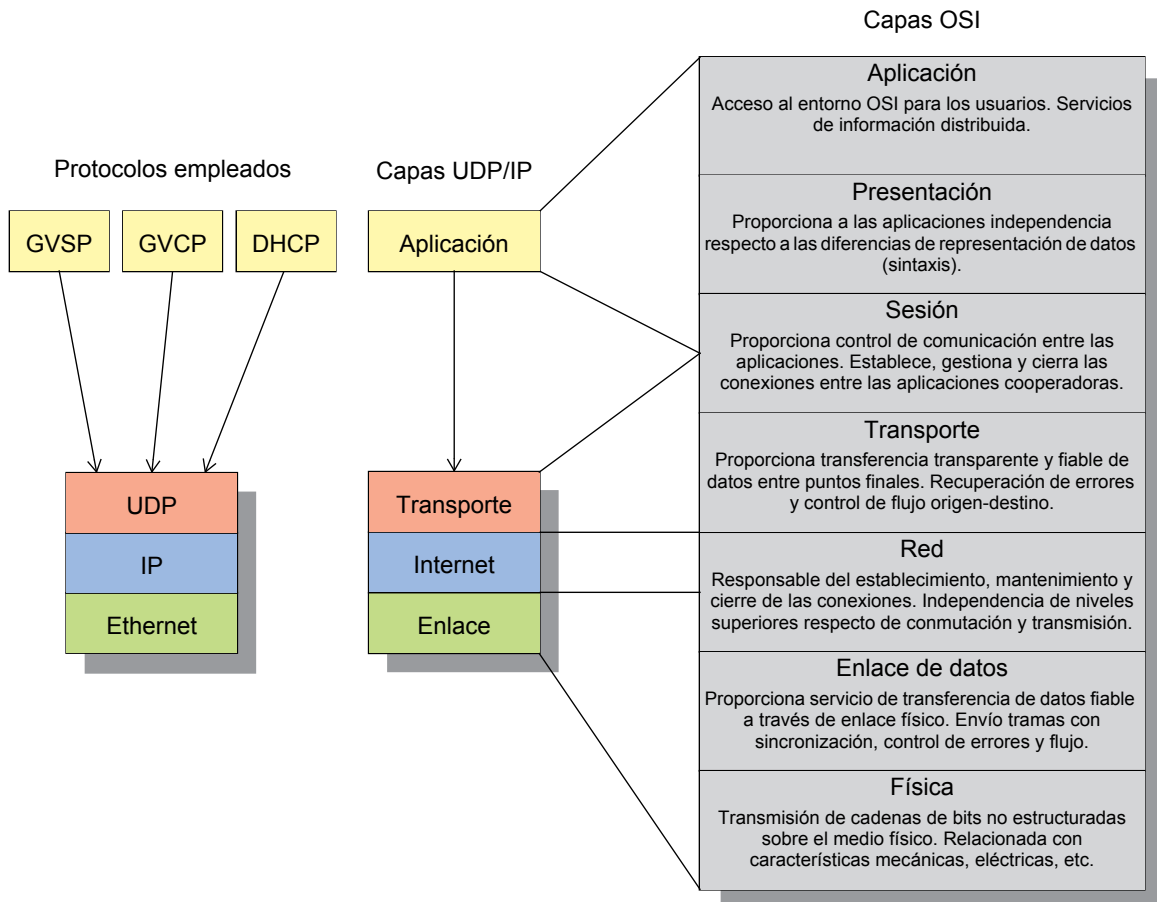 Capas OSI
Protocolos empleados
Capas UDP/IP
GVSP
GVCP
DHCP
UDP
IP
Ethernet
Aplicación
Transporte
Internet
Enlace
Aplicación
Acceso al entorno OSI para los usuarios. Servicios
de información distribuida.
Presentación
Proporciona a las aplicaciones independencia
respecto a las diferencias de representación de datos
(sintaxis).
Sesión
Proporciona control de comunicación entre las
aplicaciones. Establece, gestiona y cierra las
conexiones entre las aplicaciones cooperadoras.
Transporte
Proporciona transferencia transparente y fiable de
datos entre puntos finales. Recuperación de errores
y control de flujo origen-destino.
Red
Responsable del establecimiento, mantenimiento y
cierre de las conexiones. Independencia de niveles
superiores respecto de conmutación y transmisión.
Enlace de datos
Proporciona servicio de transferencia de datos fiable
a través de enlace físico. Envío tramas con
sincronización, control de errores y flujo.
Física
Transmisión de cadenas de bits no estructuradas
sobre el medio físico. Relacionada con
características mecánicas, eléctricas, etc.